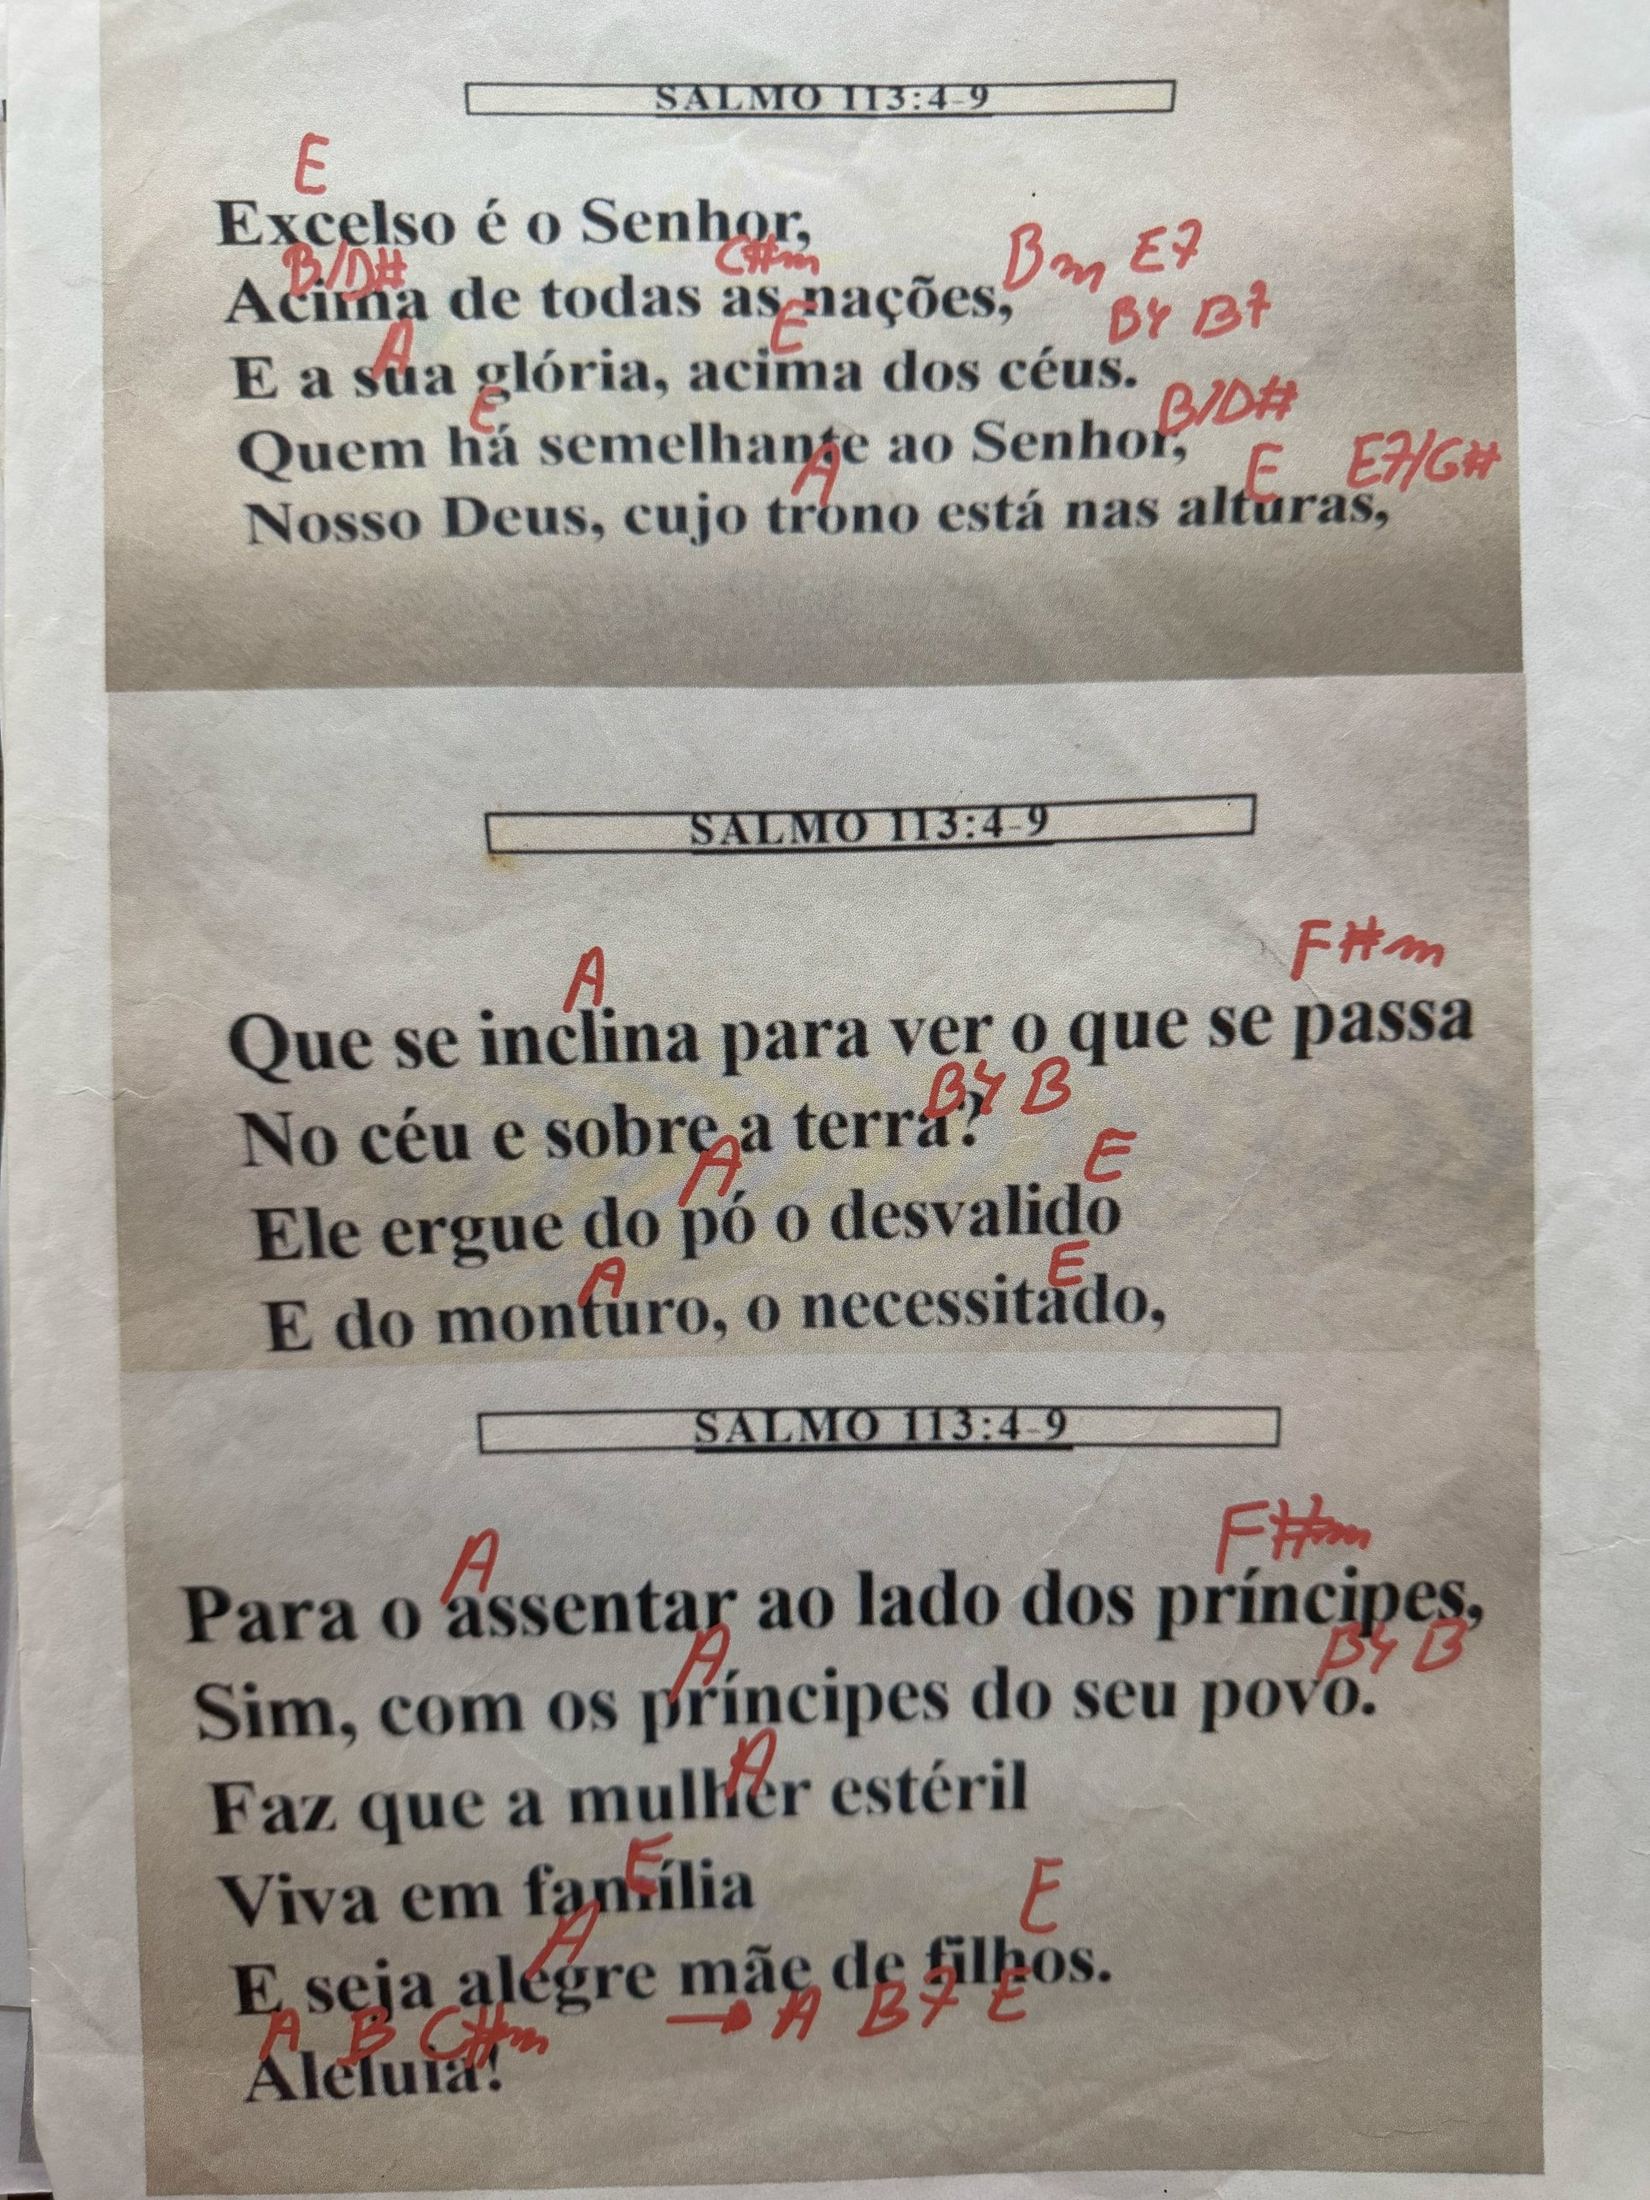 SALMO 113:4-9
E
Excelso é o Senhor,
B/D# C#m Bm E7
Acima de todas as nações,
A E B4 B7
E a sua glória, acima dos céus.
E B/D#
Quem há semelhante ao Senhor,
A E E7/G#
Nosso Deus, cujo trono está nas alturas,
SALMO 113:4-9
A F#m
Que se inclina para ver o que se passa
B4 B
No céu e sobre a terra?
A E
Ele ergue do pó o desvalido
A E
E do monturo, o necessitado,
SALMO 113:4-9
A F#m
Para o assentar ao lado dos príncipes,
A B4 B
Sim, com os príncipes do seu povo.
A
Faz que a mulher estéril
E
Viva em família
A E
E seja alegre mãe de filhos.
A B C#m → A B7 E
Aleluia!